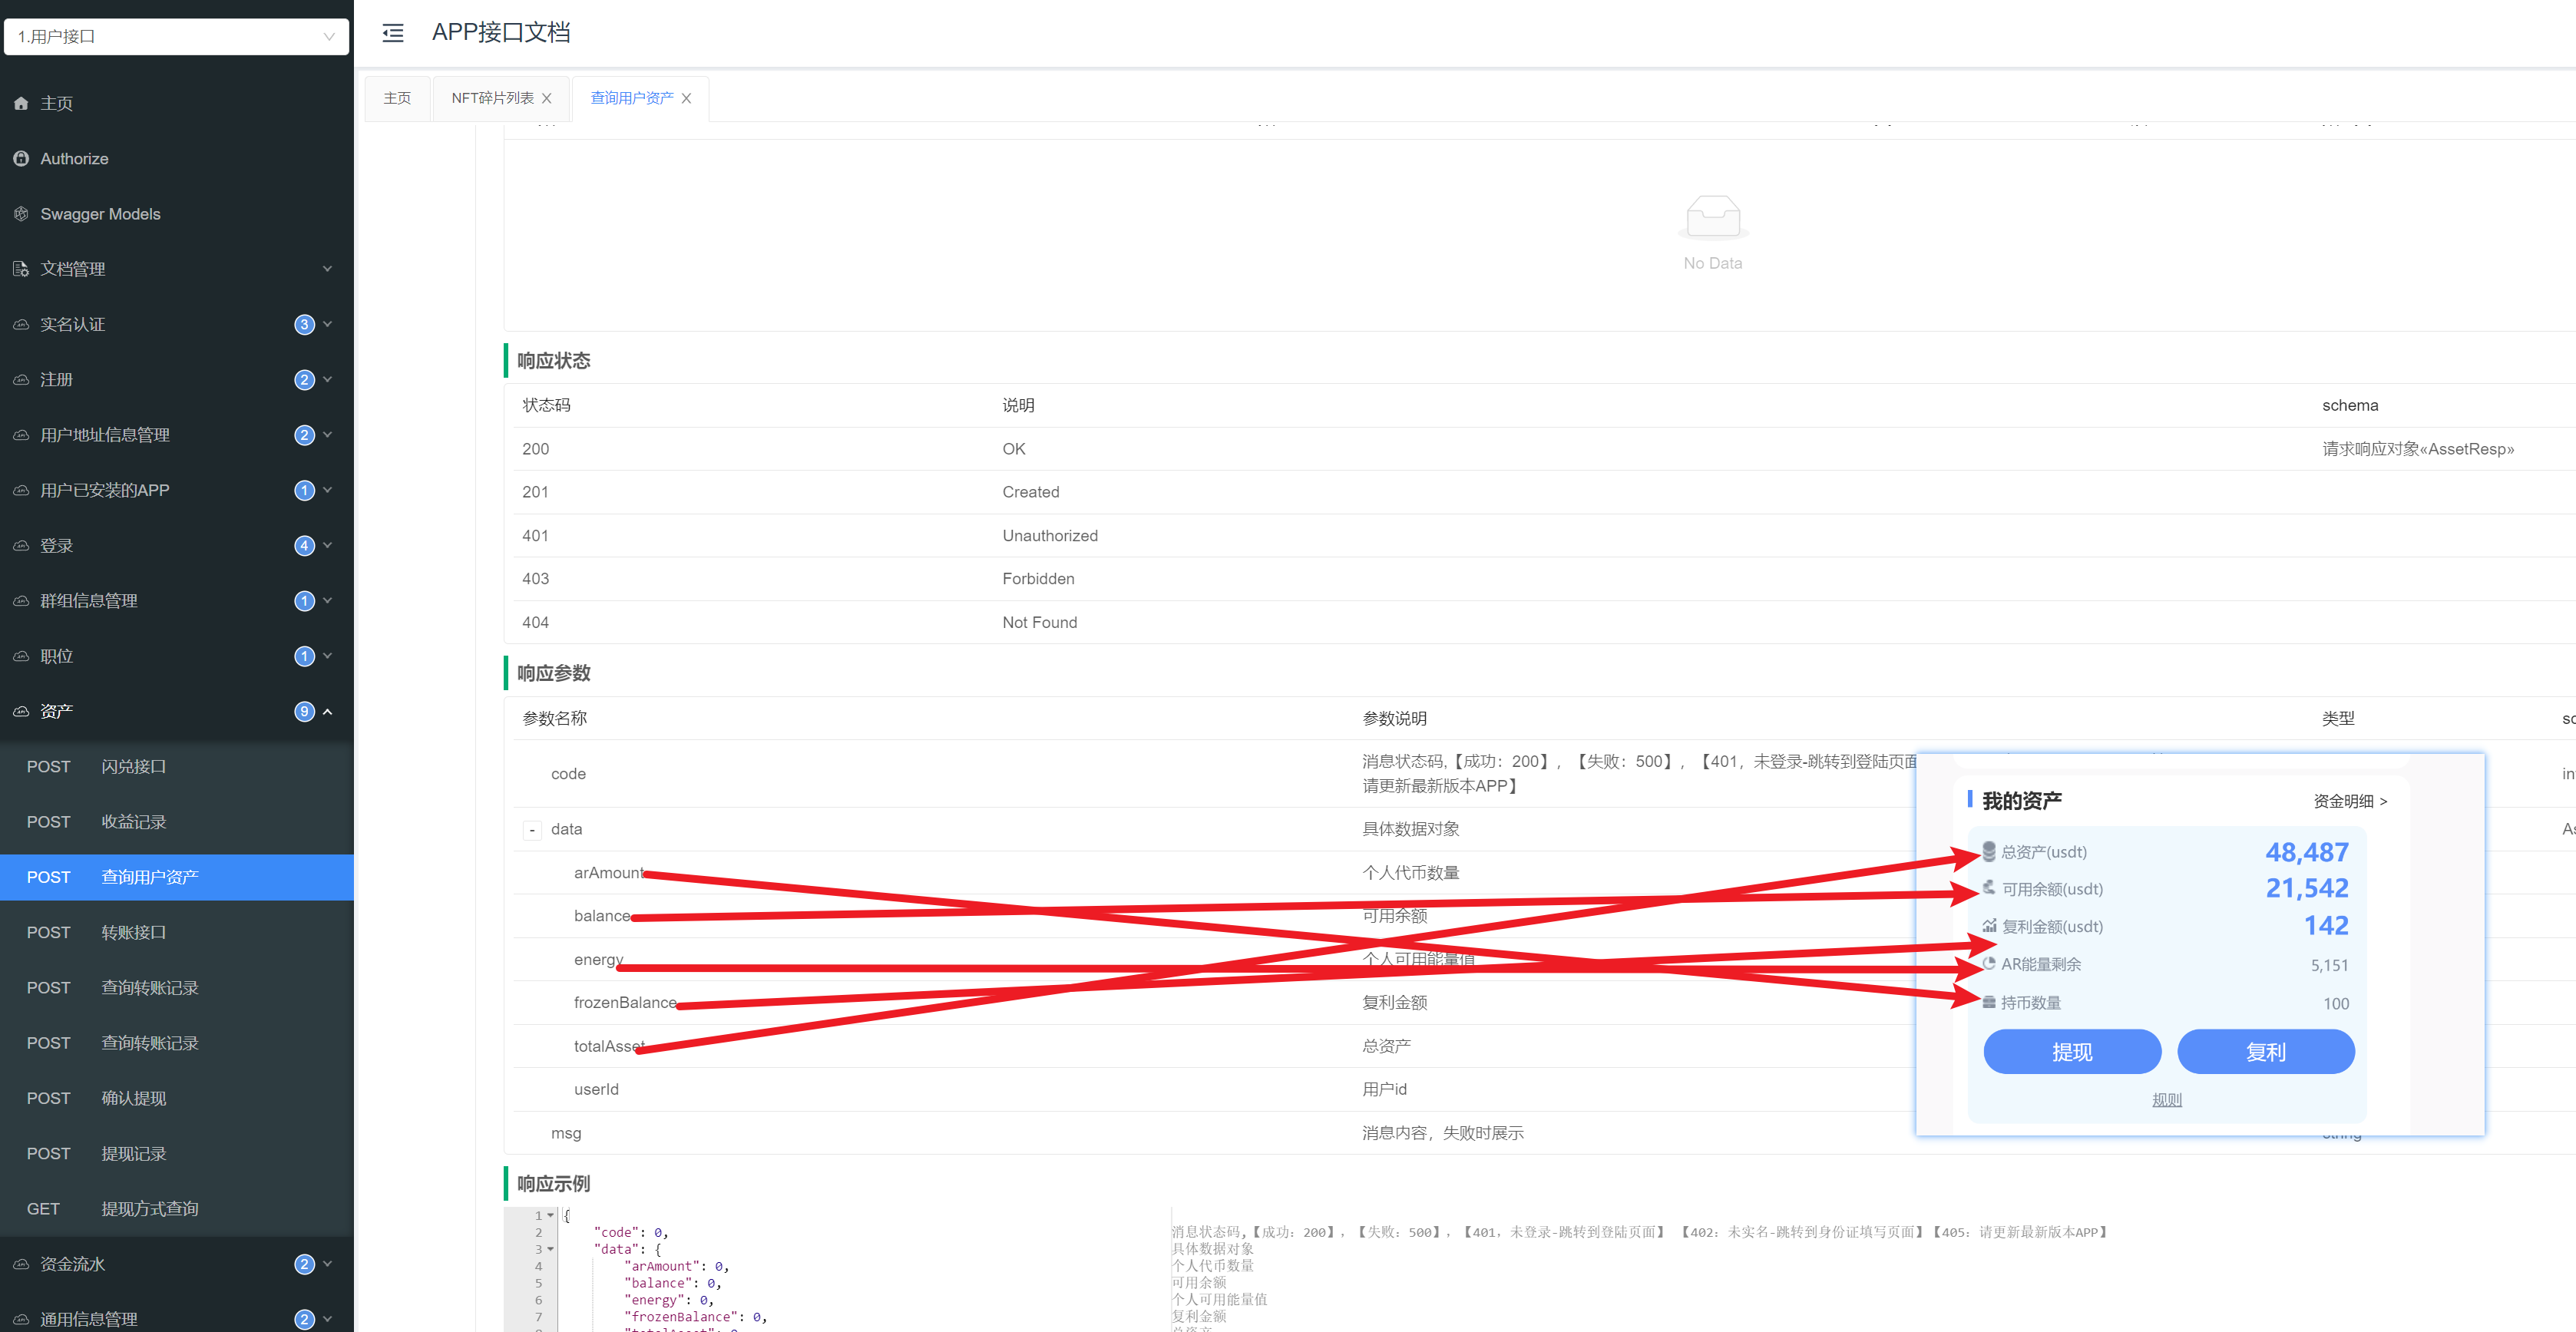 1.用户接口
主页
Authorize
Swagger Models
文档管理
实名认证 3
注册 2
用户地址信息管理 2
用户已安装的APP 1
登录 4
群组信息管理 1
职位 1
资产 9
POST 闪兑接口
POST 收益记录
POST 查询用户资产
POST 转账接口
POST 查询转账记录
POST 查询转账记录
POST 确认提现
POST 提现记录
GET 提现方式查询
资金流水 2
通用信息管理 2
APP接口文档
主页 NFT碎片列表 查询用户资产
No Data
响应状态
状态码 说明 schema
200 OK 请求响应对象«AssetResp»
201 Created
401 Unauthorized
403 Forbidden
404 Not Found
响应参数
参数名称 参数说明 类型
code 消息状态码,【成功：200】，【失败：500】，【401，未登录-跳转到登陆页面
请更新最新版本APP】
- data 具体数据对象
arAmount 个人代币数量
balance 可用余额
energy 个人可用能量值
frozenBalance 复利金额
totalAsset 总资产
userId 用户id
msg 消息内容，失败时展示
我的资产 资金明细 >
总资产(usdt) 48,487
可用余额(usdt) 21,542
复利金额(usdt) 142
AR能量剩余 5,151
持币数量 100
提现 复利
规则
响应示例
1 {
2 "code": 0, 消息状态码,【成功：200】，【失败：500】，【401，未登录-跳转到登陆页面】 【402：未实名-跳转到身份证填写页面】【405：请更新最新版本APP】
3 "data": { 具体数据对象
4 "arAmount": 0, 个人代币数量
5 "balance": 0, 可用余额
6 "energy": 0, 个人可用能量值
7 "frozenBalance": 0, 复利金额